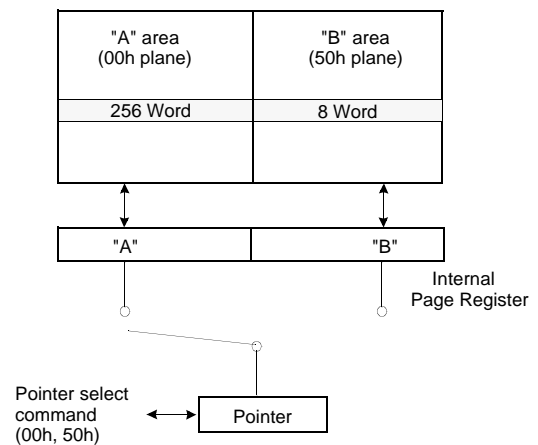 "A" area
(00h plane)
"B" area
(50h plane)
256 Word
8 Word
"A"
"B"
Internal
Page Register
Pointer select
command
(00h, 50h)
Pointer